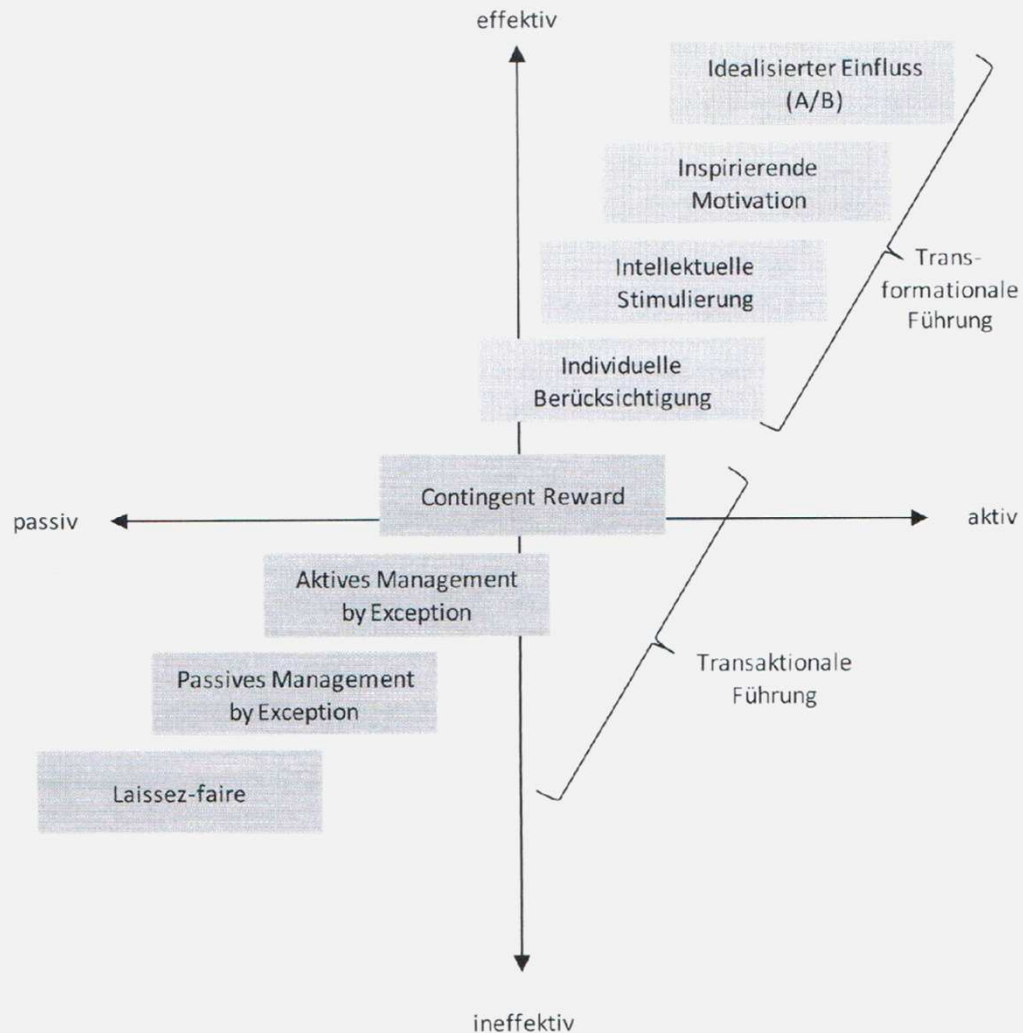 effektiv
Idealisierter Einfluss
(A/B)
Inspirierende
Motivation
Intellektuelle
Stimulierung
Trans-
formationale
Führung
Individuelle
Berücksichtigung
Contingent Reward
passiv
aktiv
Aktives Management
by Exception
Passives Management
by Exception
Transaktionale
Führung
Laissez-faire
ineffektiv